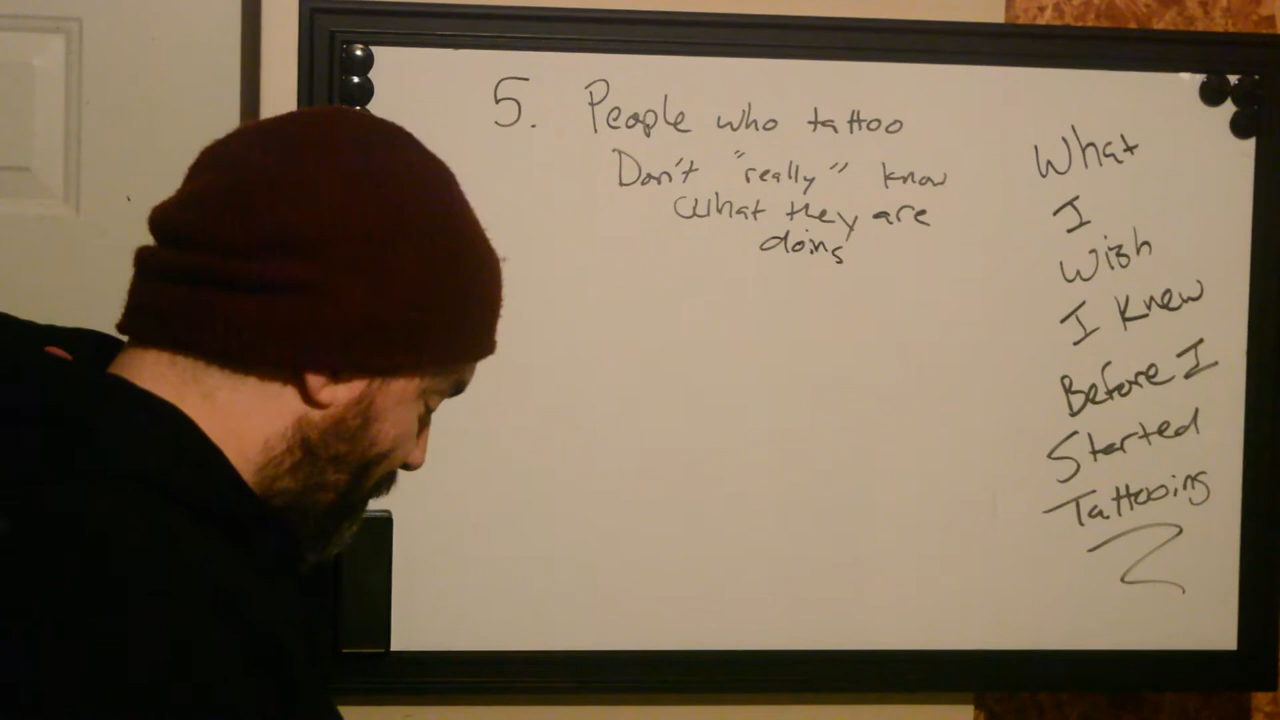 5. People who tattoo
Don't "really" know
what they are
doing
What
I
Wish
I Knew
Before I
Started
Tattooing